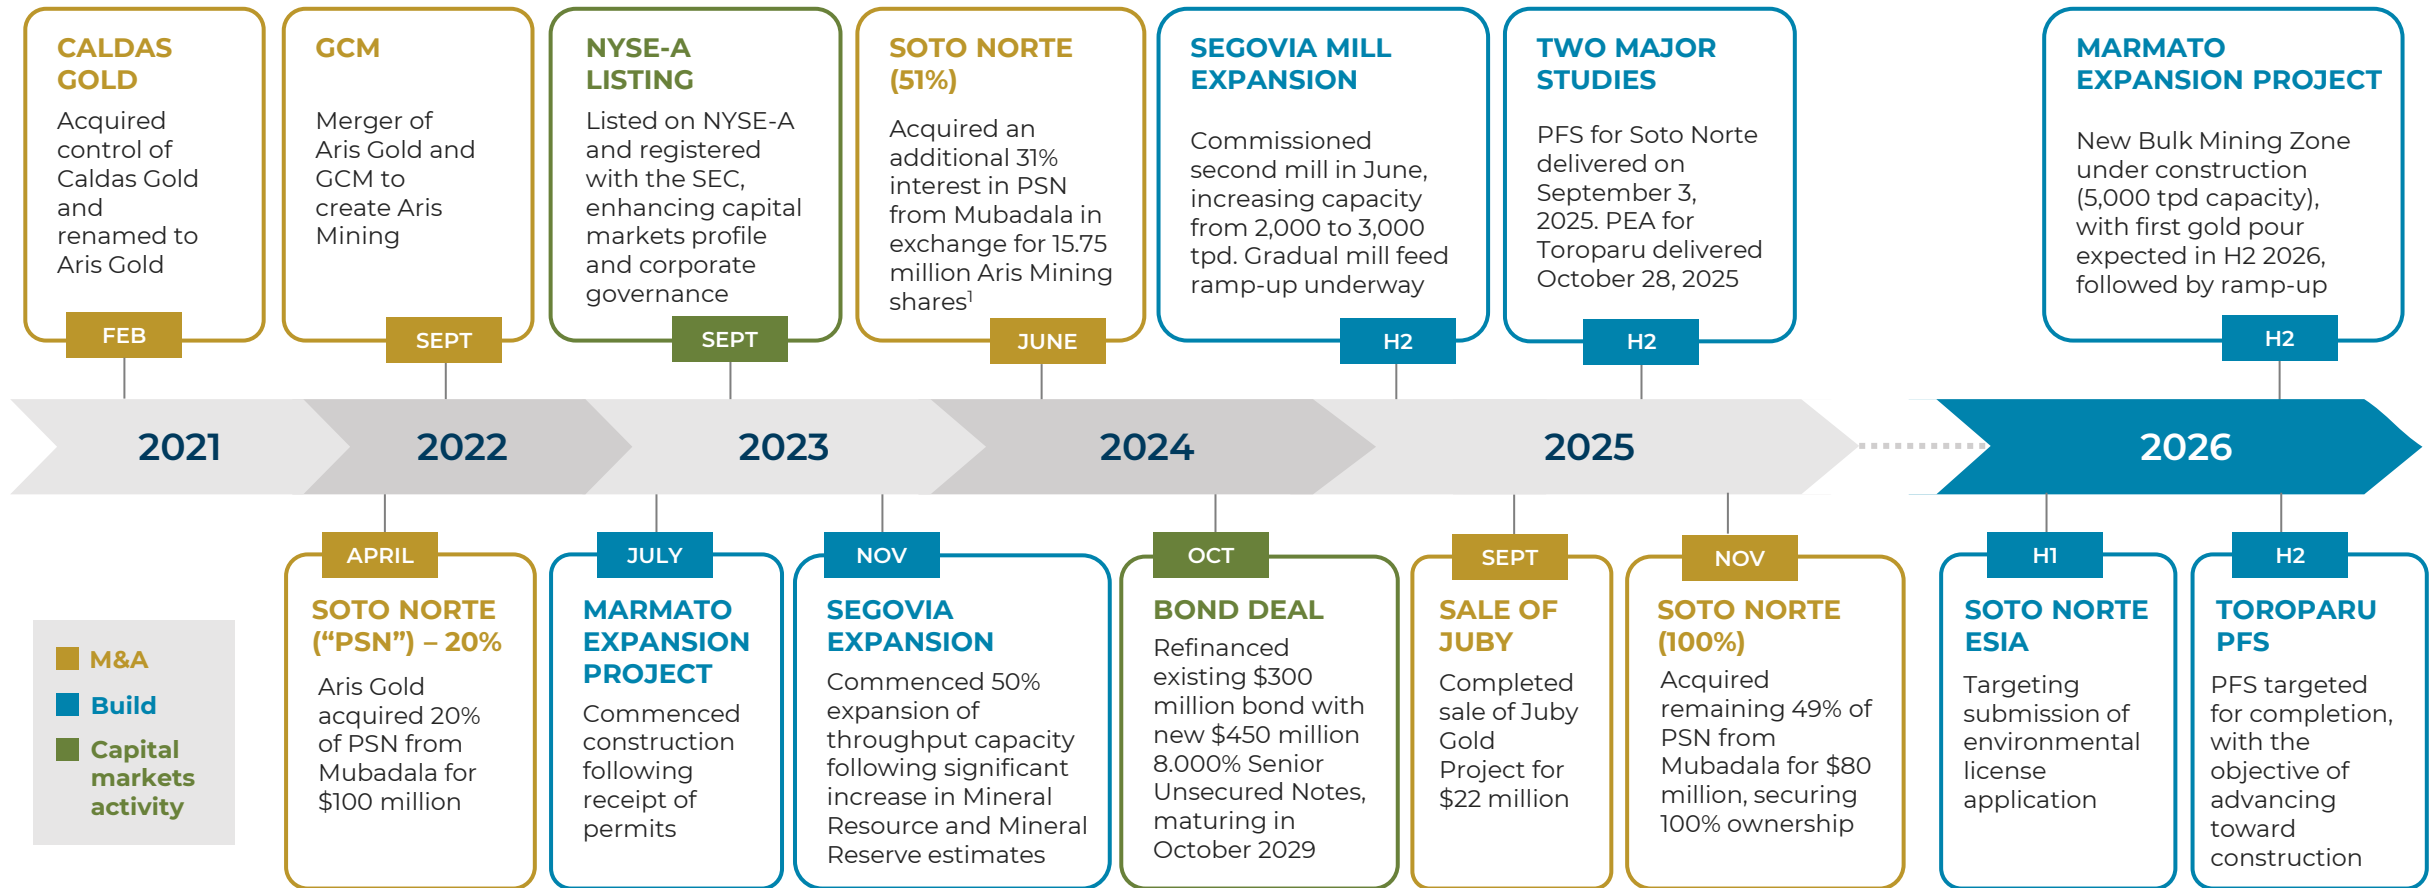 CALDAS
GOLD
Acquired
control of
Caldas Gold
and
renamed to
Aris Gold
FEB
GCM
Merger of
Aris Gold and
GCM to
create Aris
Mining
SEPT
NYSE-A
LISTING
Listed on NYSE-A
and registered
with the SEC,
enhancing capital
markets profile
and corporate
governance
SEPT
SOTO NORTE
(51%)
Acquired an
additional 31%
interest in PSN
from Mubadala in
exchange for 15.75
million Aris Mining
shares¹
JUNE
SEGOVIA MILL
EXPANSION
Commissioned
second mill in June,
increasing capacity
from 2,000 to 3,000
tpd. Gradual mill feed
ramp-up underway
H2
TWO MAJOR
STUDIES
PFS for Soto Norte
delivered on
September 3,
2025. PEA for
Toroparu delivered
October 28, 2025
H2
MARMATO
EXPANSION PROJECT
New Bulk Mining Zone
under construction
(5,000 tpd capacity),
with first gold pour
expected in H2 2026,
followed by ramp-up
H2
2021
2022
2023
2024
2025
2026
M&A
Build
Capital
markets
activity
APRIL
SOTO NORTE
(“PSN”) – 20%
Aris Gold
acquired 20%
of PSN from
Mubadala for
$100 million
JULY
MARMATO
EXPANSION
PROJECT
Commenced
construction
following
receipt of
permits
NOV
SEGOVIA
EXPANSION
Commenced 50%
expansion of
throughput capacity
following significant
increase in Mineral
Resource and Mineral
Reserve estimates
OCT
BOND DEAL
Refinanced
existing $300
million bond with
new $450 million
8.000% Senior
Unsecured Notes,
maturing in
October 2029
SEPT
SALE OF
JUBY
Completed
sale of Juby
Gold
Project for
$22 million
NOV
SOTO NORTE
(100%)
Acquired
remaining 49% of
PSN from
Mubadala for $80
million, securing
100% ownership
H1
SOTO NORTE
ESIA
Targeting
submission of
environmental
license
application
H2
TOROPARU
PFS
PFS targeted
for completion,
with the
objective of
advancing
toward
construction